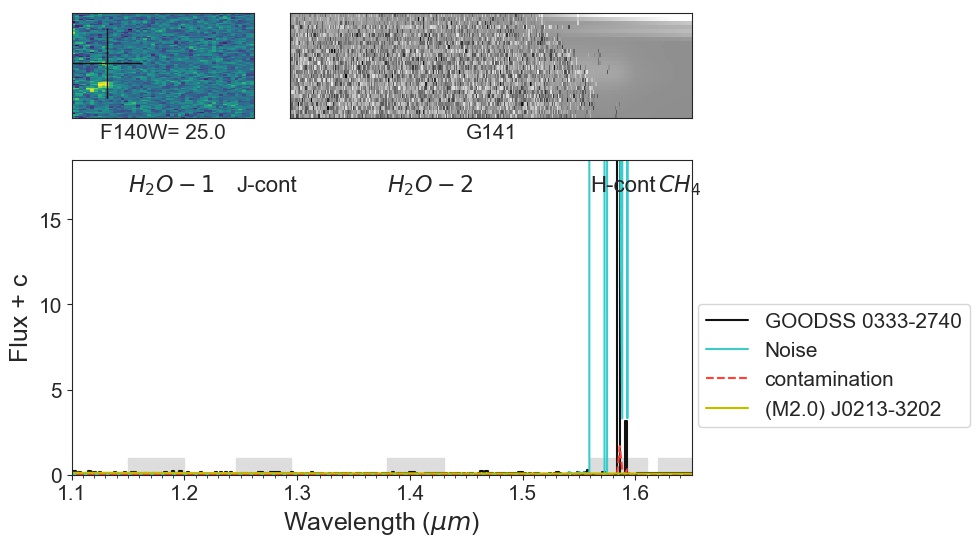 F140W= 25.0
G141
H₂O − 1 J-cont H₂O − 2 H-cont CH₄
15
10
5
0
1.1 1.2 1.3 1.4 1.5 1.6
Flux + c
Wavelength (μm)
GOODSS 0333-2740
Noise
contamination
(M2.0) J0213-3202